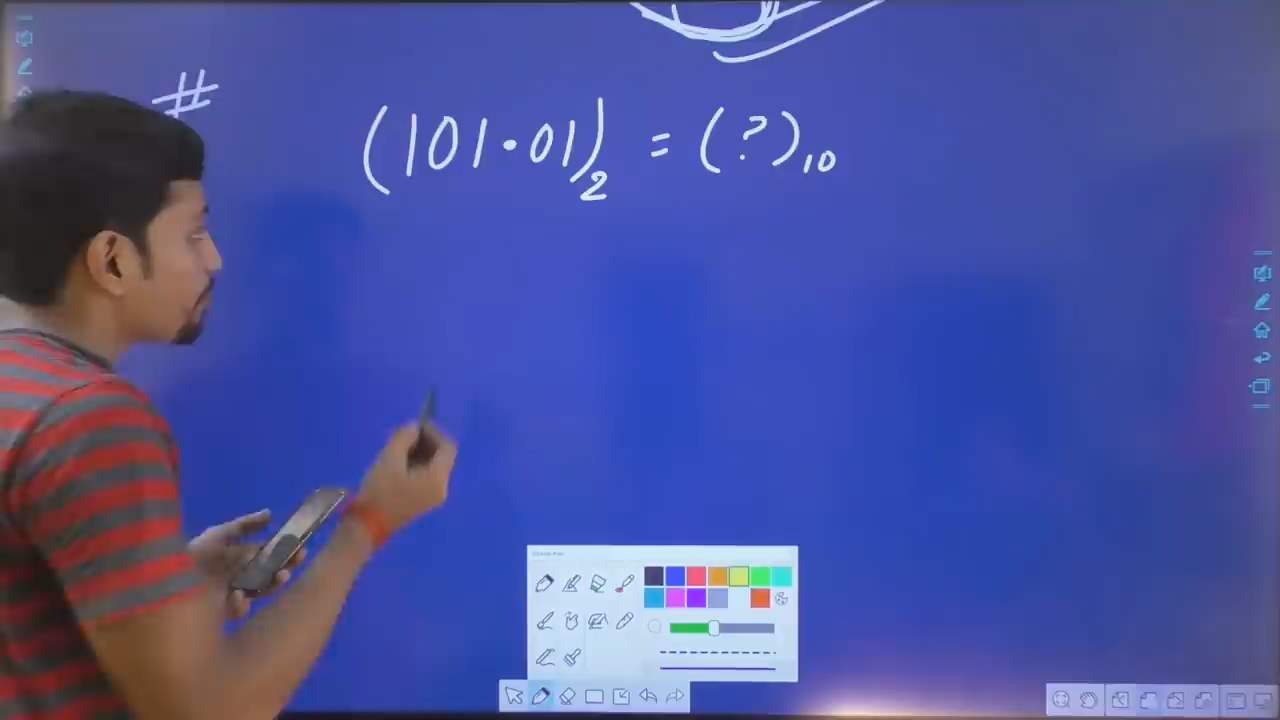 #
(101.01)₂ = (?)₁₀